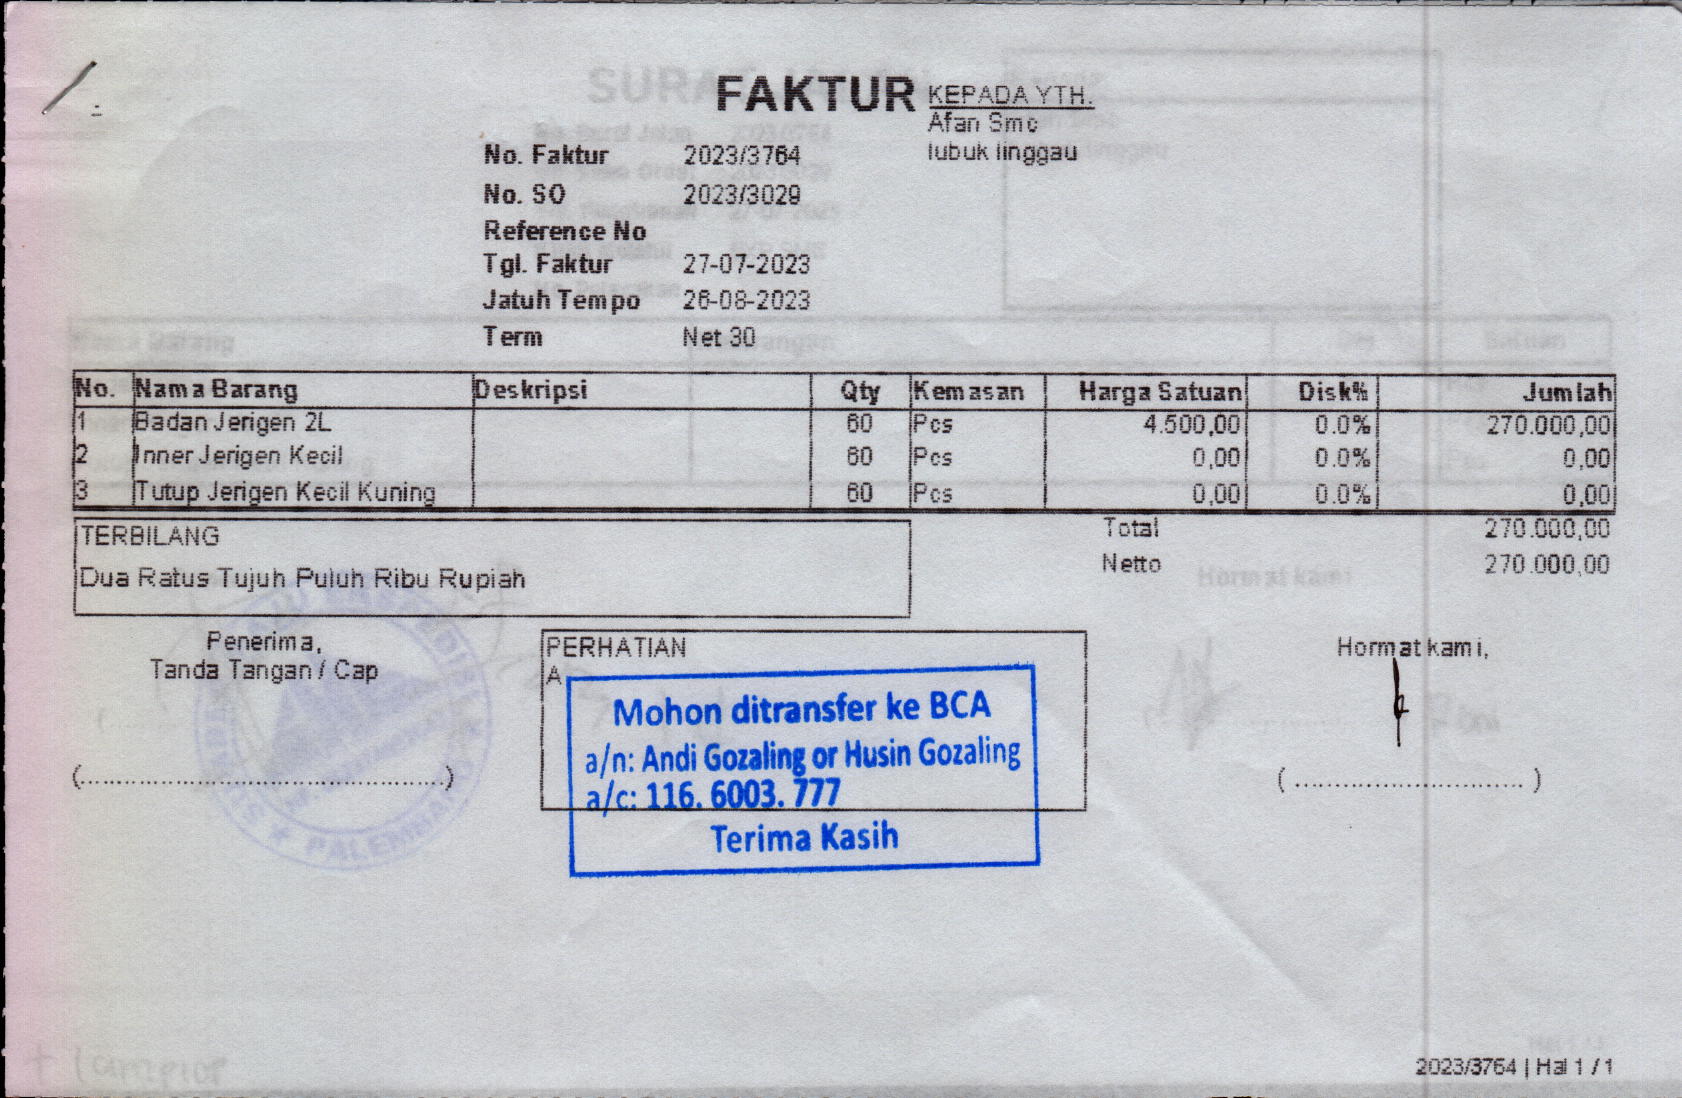 FAKTUR
KEPADA YTH.
Afan Smc
lubuk linggau
No. Faktur 2023/3764
No. SO 2023/3029
Reference No
Tgl. Faktur 27-07-2023
Jatuh Tempo 26-08-2023
Term Net 30
No. Nama Barang Deskripsi Qty Kemasan Harga Satuan Disk% Jumlah
1 Badan Jerigen 2L 60 Pcs 4.500,00 0.0% 270.000,00
2 Inner Jerigen Kecil 60 Pcs 0,00 0.0% 0,00
3 Tutup Jerigen Kecil Kuning 60 Pcs 0,00 0.0% 0,00
TERBILANG
Dua Ratus Tujuh Puluh Ribu Rupiah
Total 270.000,00
Netto 270.000,00
Penerima,
Tanda Tangan / Cap
(................................................)
PERHATIAN
A
Mohon ditransfer ke BCA
a/n: Andi Gozaling or Husin Gozaling
a/c: 116. 6003. 777
Terima Kasih
Hormat kami,
(..............................)
PALEMBANG
2023/3764 | Hal 1 / 1